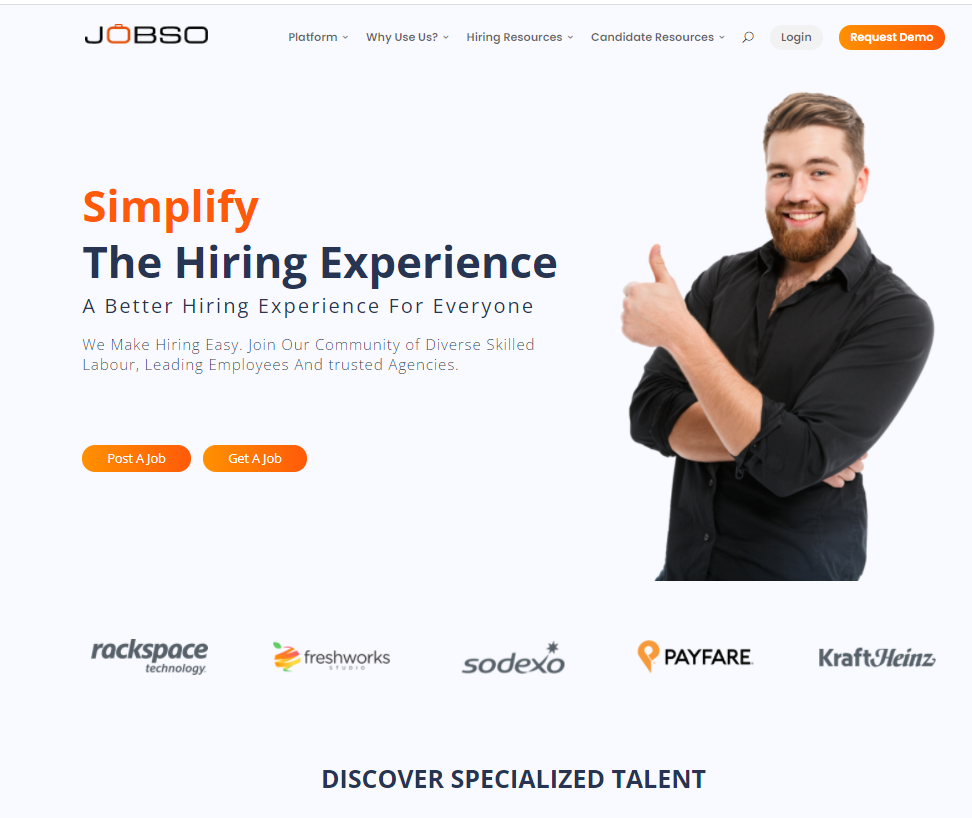 JOBSO
Platform
Why Use Us?
Hiring Resources
Candidate Resources
Login
Request Demo
Simplify
The Hiring Experience
A Better Hiring Experience For Everyone
We Make Hiring Easy. Join Our Community of Diverse Skilled
Labour, Leading Employees And trusted Agencies.
Post A Job
Get A Job
rackspace
technology.
freshworks
STUDIO
sodexo
PAYFARE.
KraftHeinz
DISCOVER SPECIALIZED TALENT